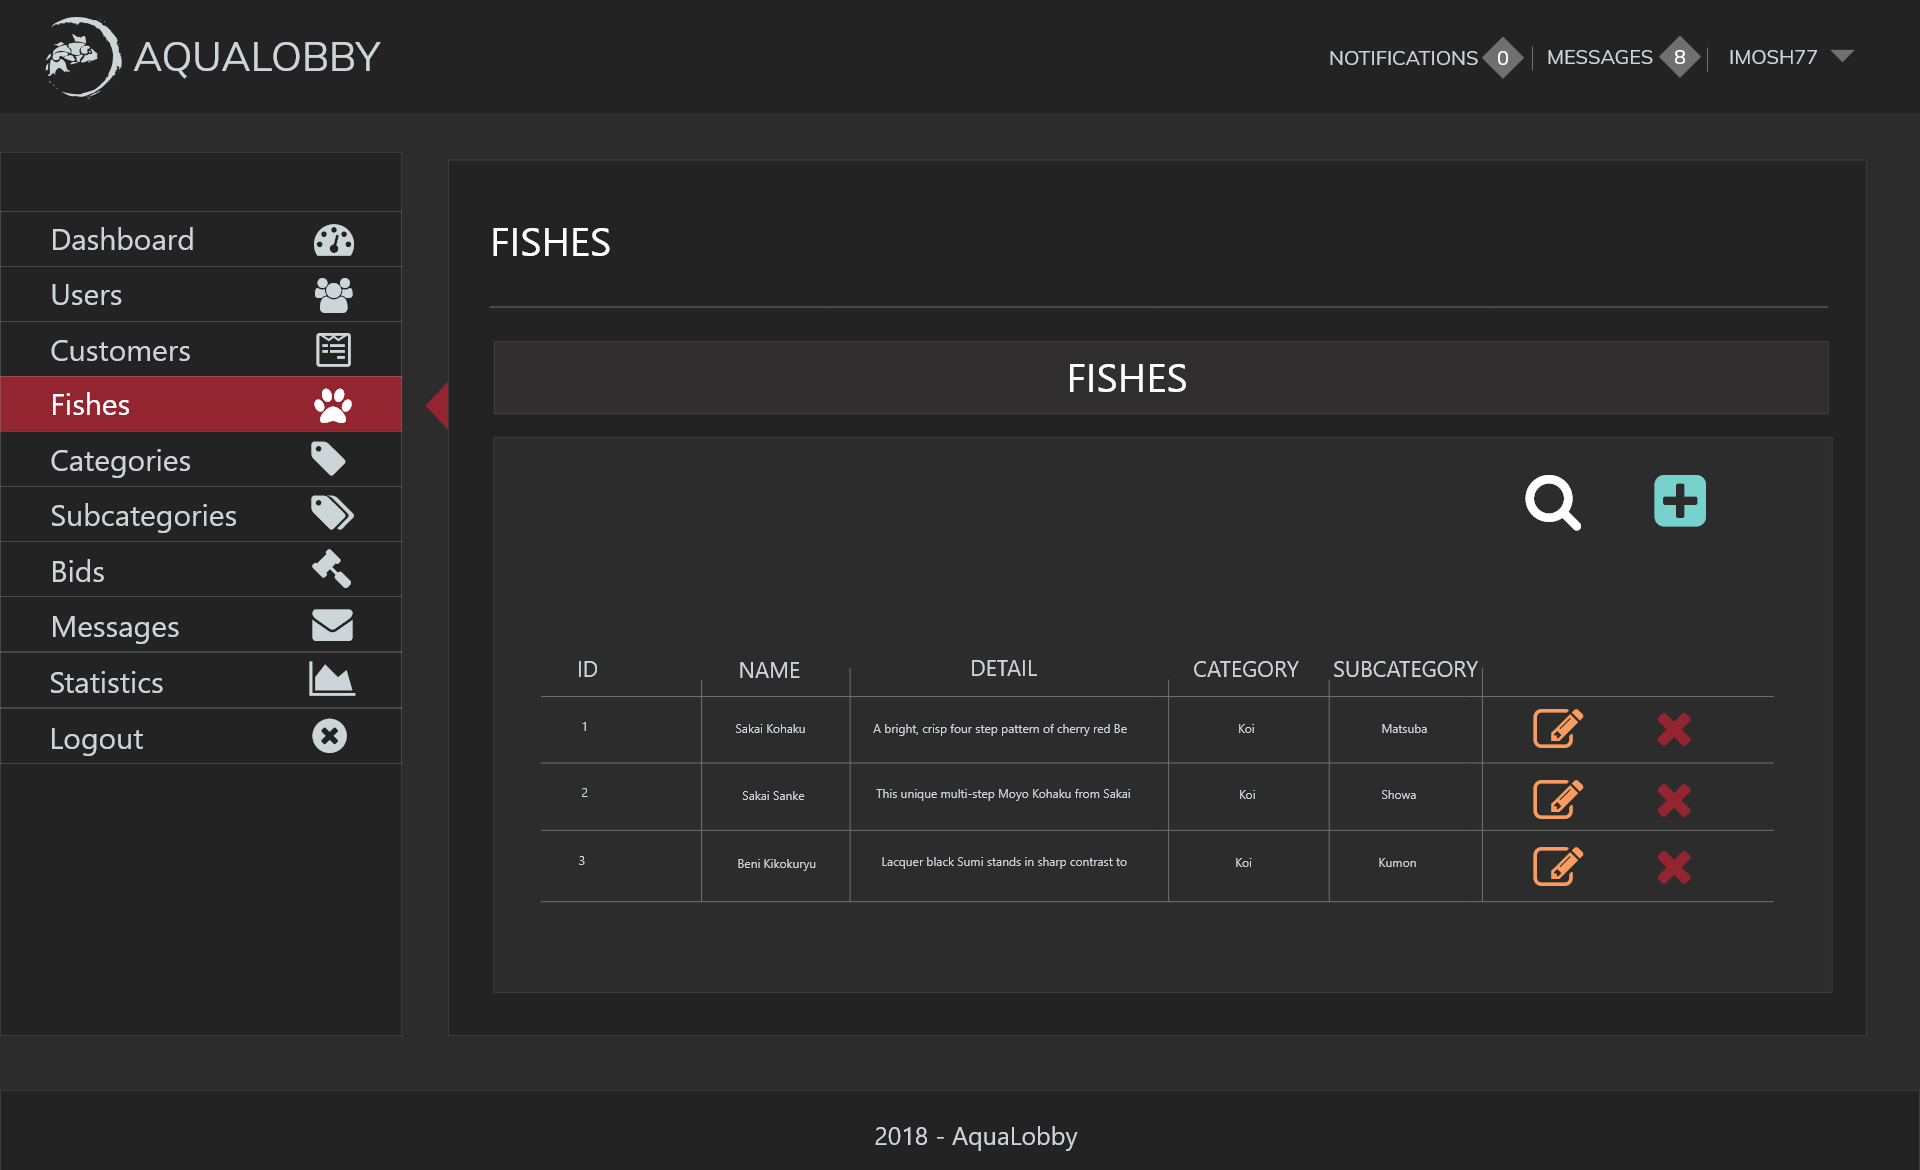 AQUALOBBY
NOTIFICATIONS 0 MESSAGES 8 IMOSH77
Dashboard
Users
Customers
Fishes
Categories
Subcategories
Bids
Messages
Statistics
Logout
FISHES
FISHES
ID NAME DETAIL CATEGORY SUBCATEGORY
1 Sakai Kohaku A bright, crisp four step pattern of cherry red Be Koi Matsuba
2 Sakai Sanke This unique multi-step Moyo Kohaku from Sakai Koi Showa
3 Beni Kikokuryu Lacquer black Sumi stands in sharp contrast to Koi Kumon
2018 - AquaLobby